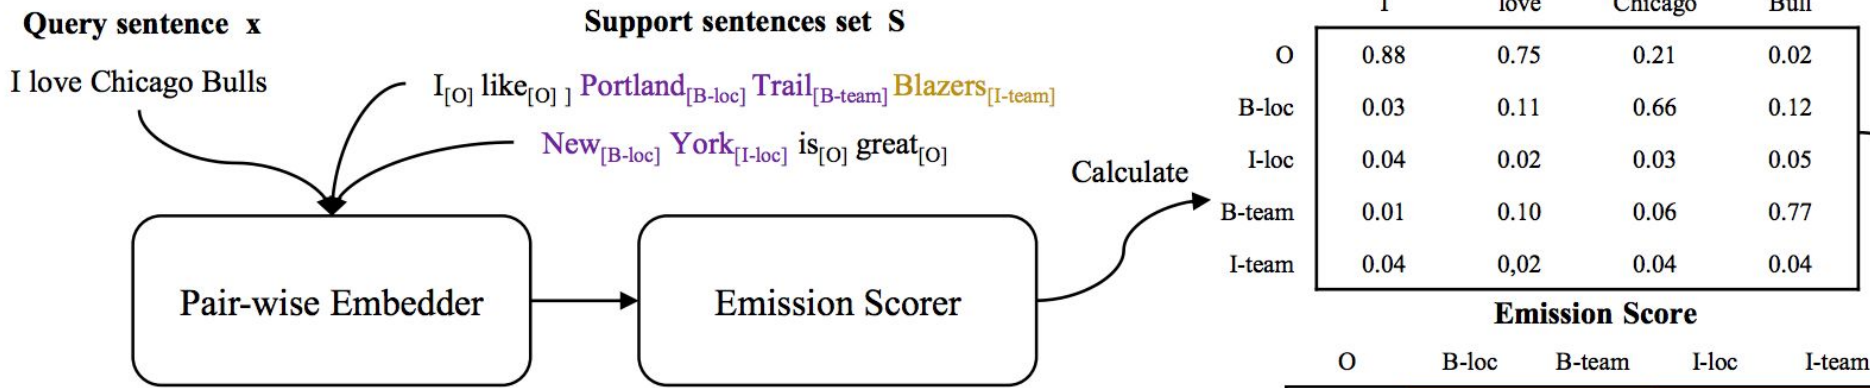 Query sentence x
Support sentences set S
I love Chicago Bulls
I[O] like[O] ] Portland[B-loc] Trail[B-team] Blazers[I-team]
New[B-loc] York[I-loc] is[O] great[O]
Pair-wise Embedder
Emission Scorer
Calculate
I love Chicago Bull
O 0.88 0.75 0.21 0.02
B-loc 0.03 0.11 0.66 0.12
I-loc 0.04 0.02 0.03 0.05
B-team 0.01 0.10 0.06 0.77
I-team 0.04 0,02 0.04 0.04
Emission Score
O B-loc B-team I-loc I-team